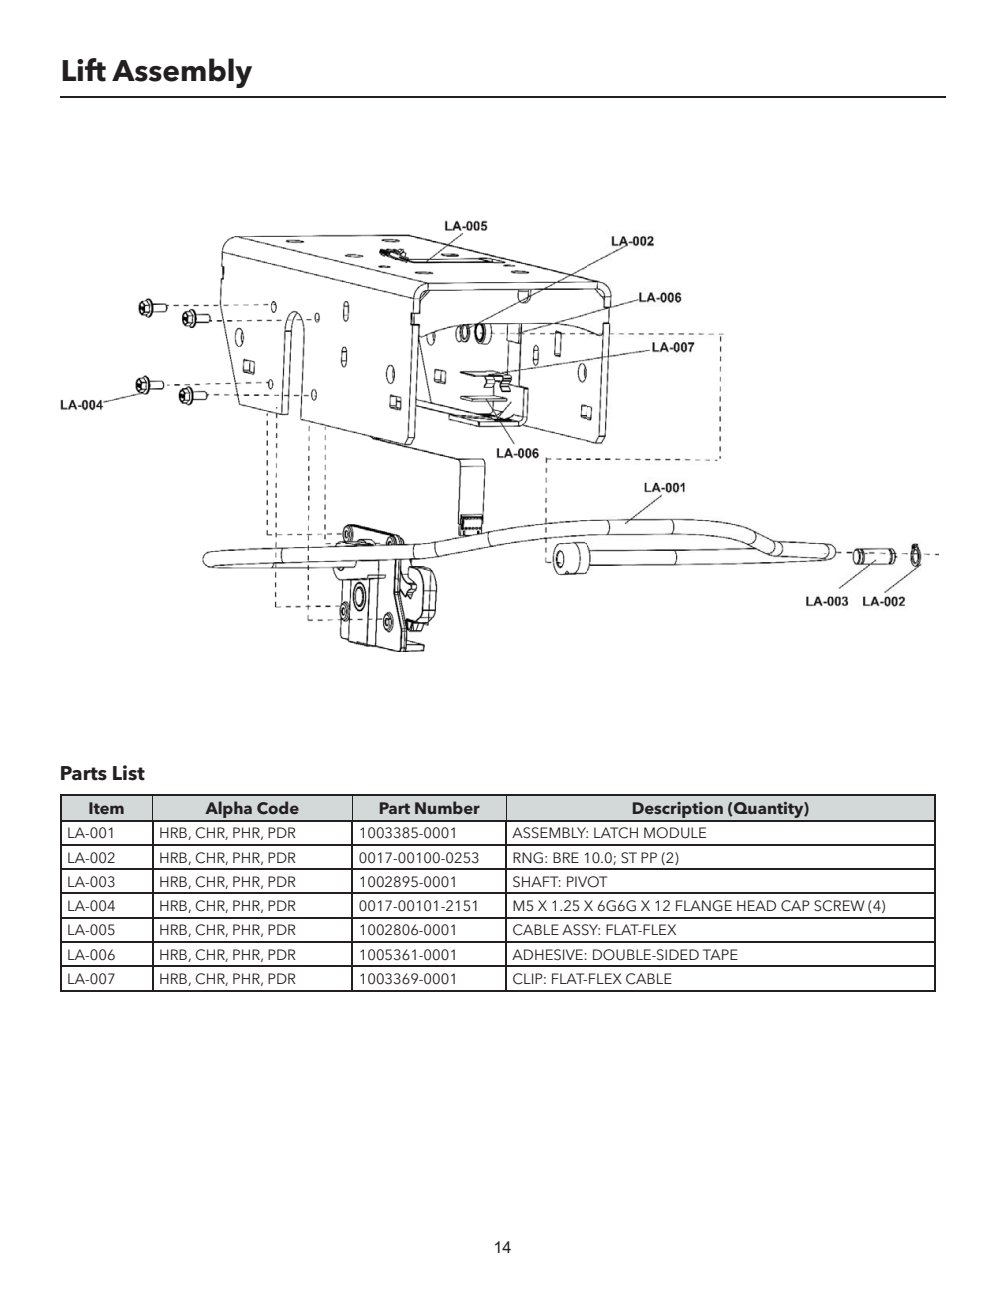 Lift Assembly
LA-005
LA-002
LA-006
LA-007
LA-004
LA-006
LA-001
LA-003 LA-002
Parts List
Item Alpha Code Part Number Description (Quantity)
LA-001 HRB, CHR, PHR, PDR 1003385-0001 ASSEMBLY: LATCH MODULE
LA-002 HRB, CHR, PHR, PDR 0017-00100-0253 RNG: BRE 10.0; ST PP (2)
LA-003 HRB, CHR, PHR, PDR 1002895-0001 SHAFT: PIVOT
LA-004 HRB, CHR, PHR, PDR 0017-00101-2151 M5 X 1.25 X 6G6G X 12 FLANGE HEAD CAP SCREW (4)
LA-005 HRB, CHR, PHR, PDR 1002806-0001 CABLE ASSY: FLAT-FLEX
LA-006 HRB, CHR, PHR, PDR 1005361-0001 ADHESIVE: DOUBLE-SIDED TAPE
LA-007 HRB, CHR, PHR, PDR 1003369-0001 CLIP: FLAT-FLEX CABLE
14